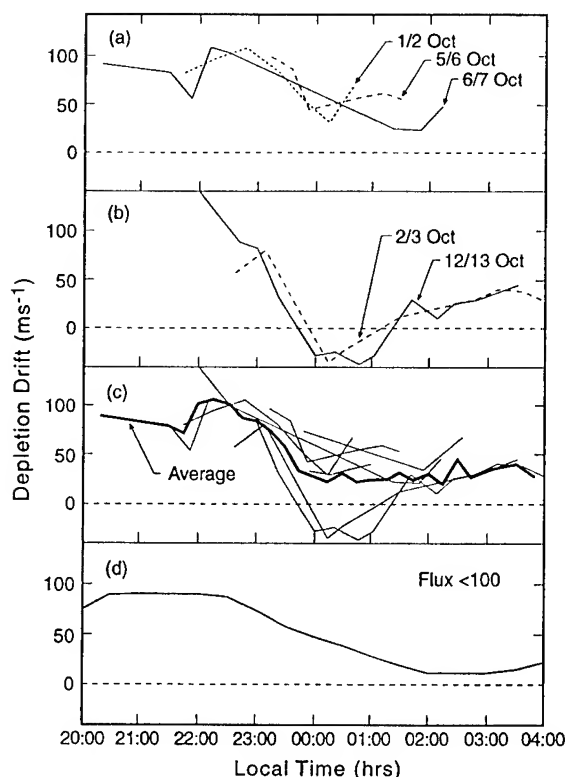 (a)
1/2 Oct
5/6 Oct
6/7 Oct
100
50
0
(b)
2/3 Oct
12/13 Oct
50
0
(c)
Average
100
50
0
(d)
Flux <100
100
50
0
Depletion Drift (ms⁻¹)
20:00 21:00 22:00 23:00 00:00 01:00 02:00 03:00 04:00
Local Time (hrs)